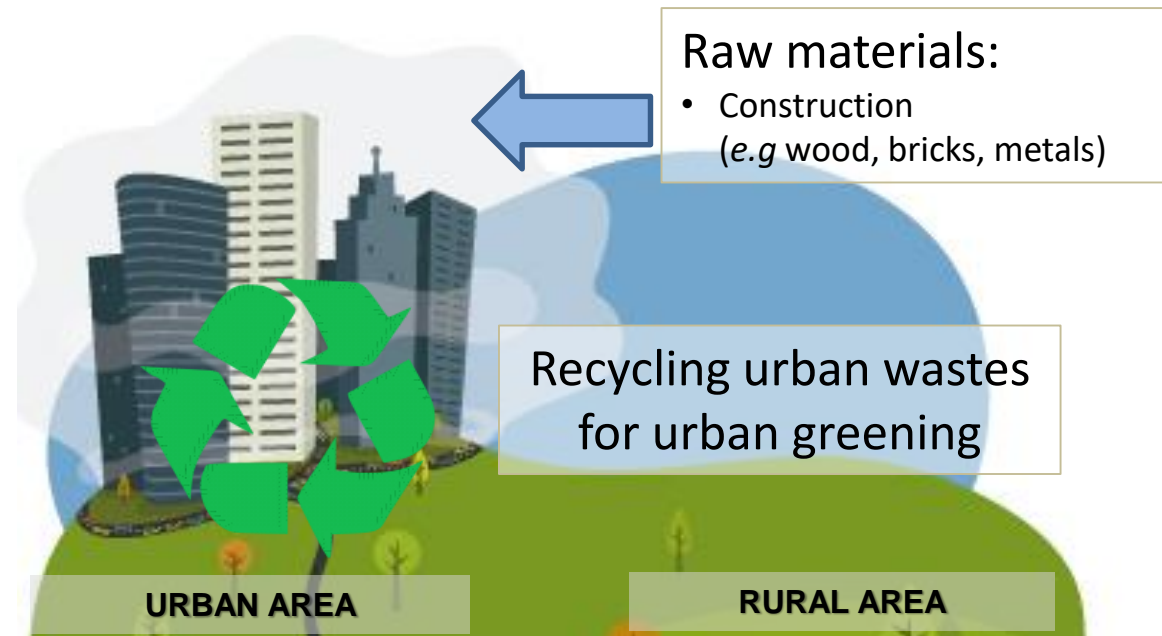 Raw materials:
• Construction
(e.g wood, bricks, metals)
Recycling urban wastes
for urban greening
URBAN AREA
RURAL AREA